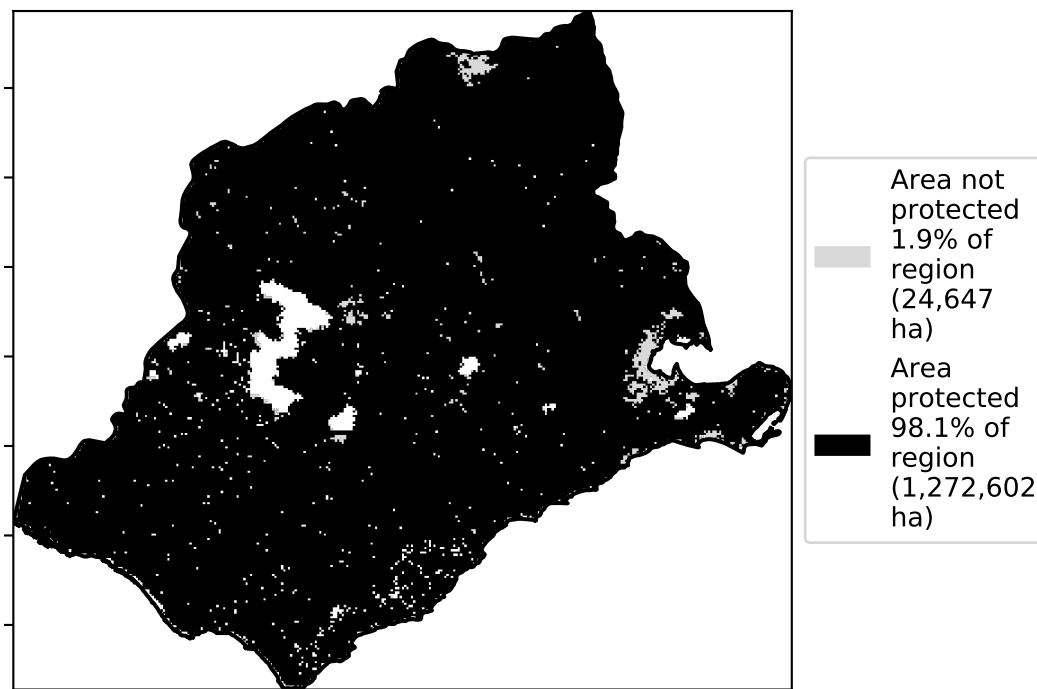 Area not
protected
1.9% of
region
(24,647
ha)
Area
protected
98.1% of
region
(1,272,602
ha)